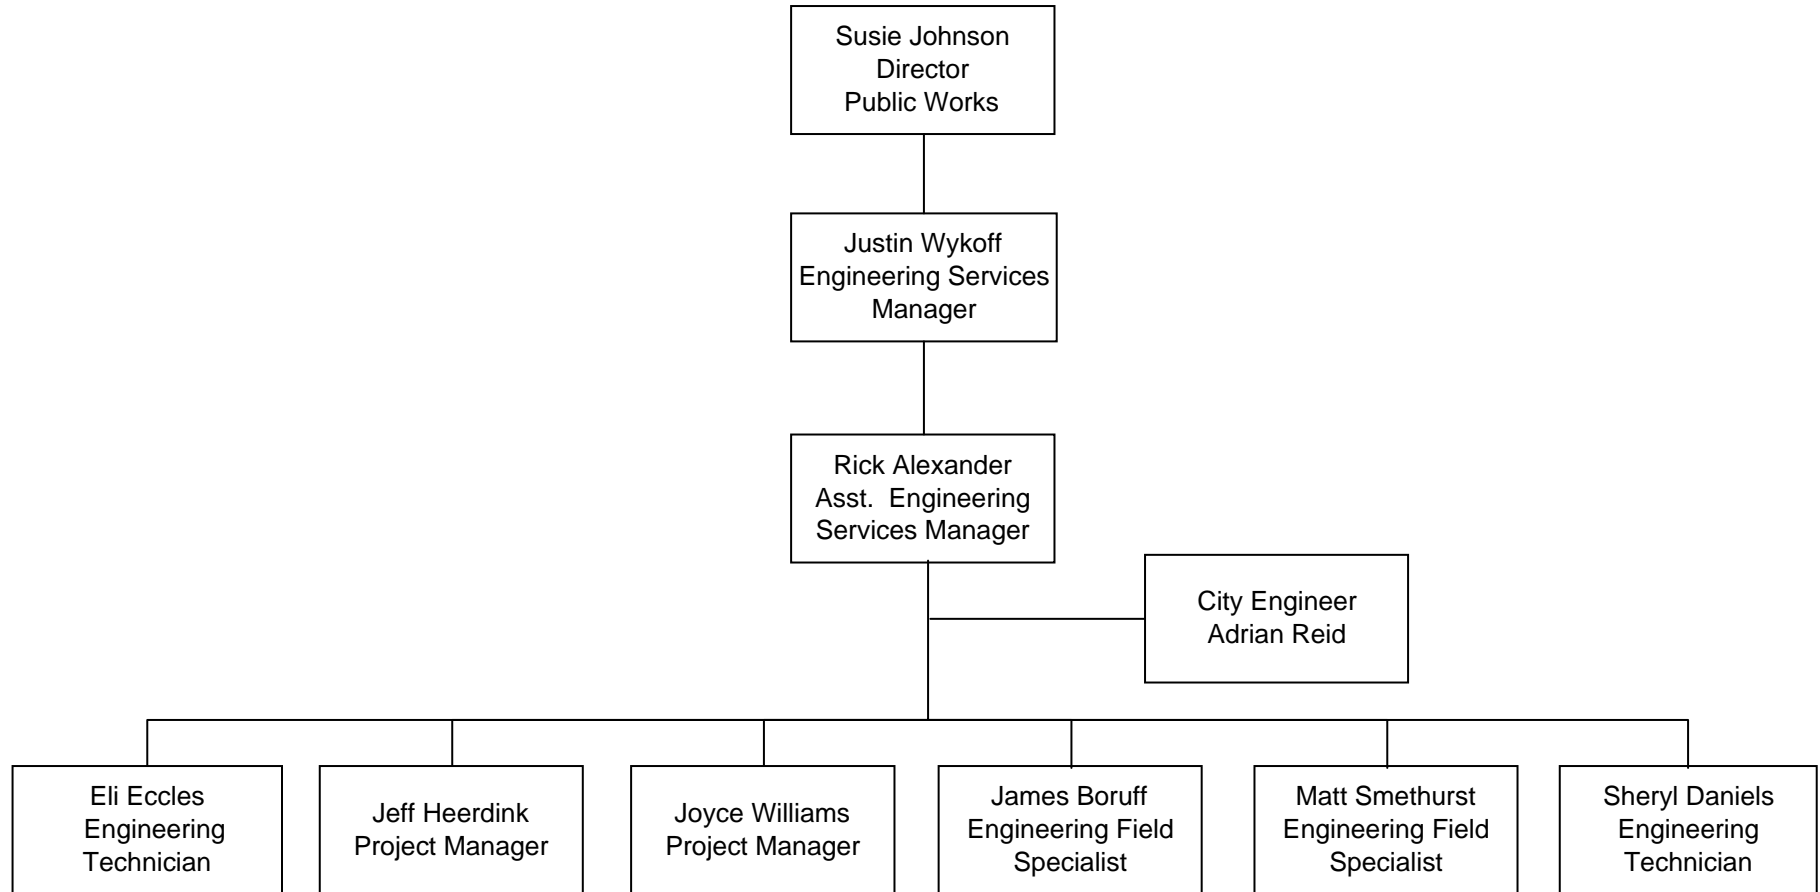 Susie Johnson
Director
Public Works
Justin Wykoff
Engineering Services
Manager
Rick Alexander
Asst.  Engineering
Services Manager
City Engineer
Adrian Reid
Eli Eccles
Engineering
Technician
Jeff Heerdink
Project Manager
Joyce Williams
Project Manager
James Boruff
Engineering Field
Specialist
Matt Smethurst
Engineering Field
Specialist
Sheryl Daniels
Engineering
Technician